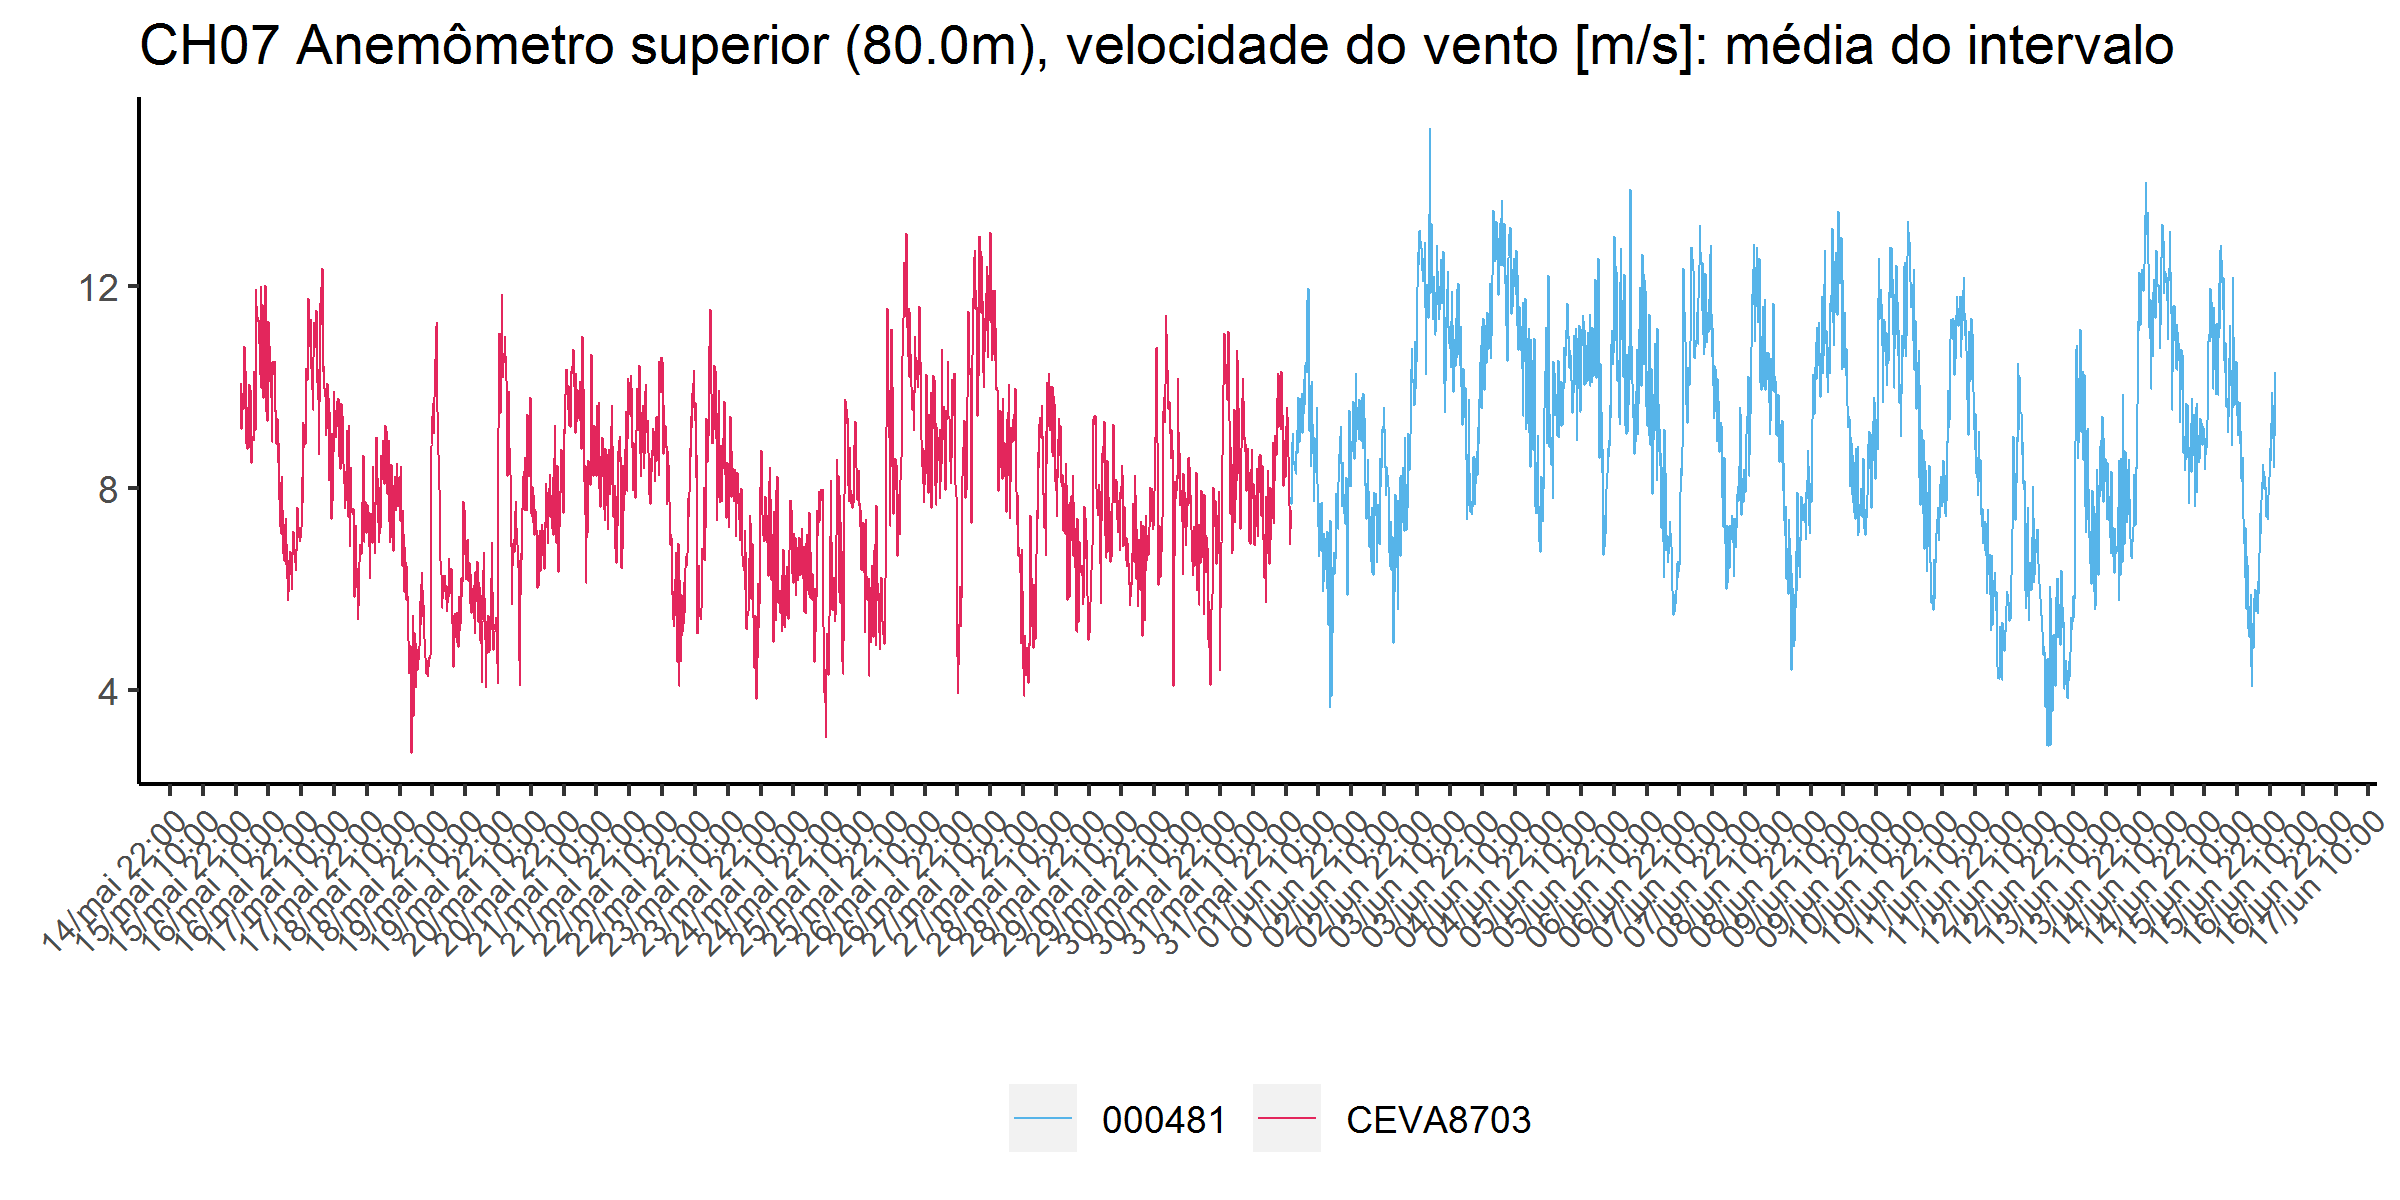 CH07 Anemômetro superior (80.0m), velocidade do vento [m/s]: média do intervalo
12
8
4
14/mai 22:00
15/mai 10:00
15/mai 22:00
16/mai 10:00
16/mai 22:00
17/mai 10:00
17/mai 22:00
18/mai 10:00
18/mai 22:00
19/mai 10:00
19/mai 22:00
20/mai 10:00
20/mai 22:00
21/mai 10:00
21/mai 22:00
22/mai 10:00
22/mai 22:00
23/mai 10:00
23/mai 22:00
24/mai 10:00
24/mai 22:00
25/mai 10:00
25/mai 22:00
26/mai 10:00
26/mai 22:00
27/mai 10:00
27/mai 22:00
28/mai 10:00
28/mai 22:00
29/mai 10:00
29/mai 22:00
30/mai 10:00
30/mai 22:00
31/mai 10:00
31/mai 22:00
01/jun 10:00
01/jun 22:00
02/jun 10:00
02/jun 22:00
03/jun 10:00
03/jun 22:00
04/jun 10:00
04/jun 22:00
05/jun 10:00
05/jun 22:00
06/jun 10:00
06/jun 22:00
07/jun 10:00
07/jun 22:00
08/jun 10:00
08/jun 22:00
09/jun 10:00
09/jun 22:00
10/jun 10:00
10/jun 22:00
11/jun 10:00
11/jun 22:00
12/jun 10:00
12/jun 22:00
13/jun 10:00
13/jun 22:00
14/jun 10:00
14/jun 22:00
15/jun 10:00
15/jun 22:00
16/jun 10:00
16/jun 22:00
17/jun 10:00
000481
CEVA8703